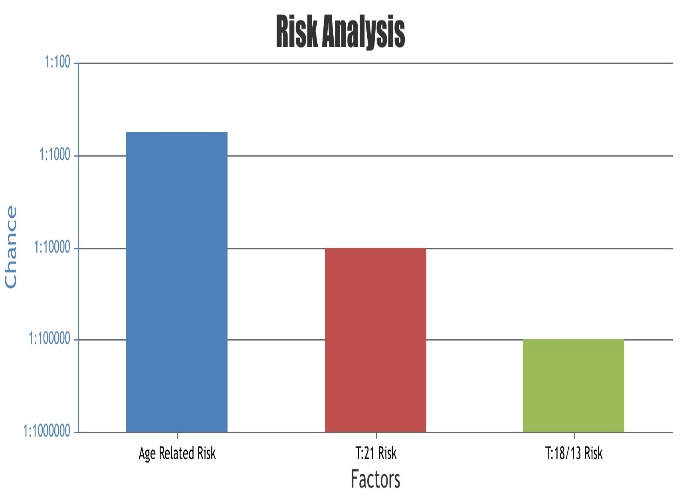 Risk Analysis
1:100
1:1000
1:10000
1:100000
1:1000000
Chance
Age Related Risk
T:21 Risk
T:18/13 Risk
Factors